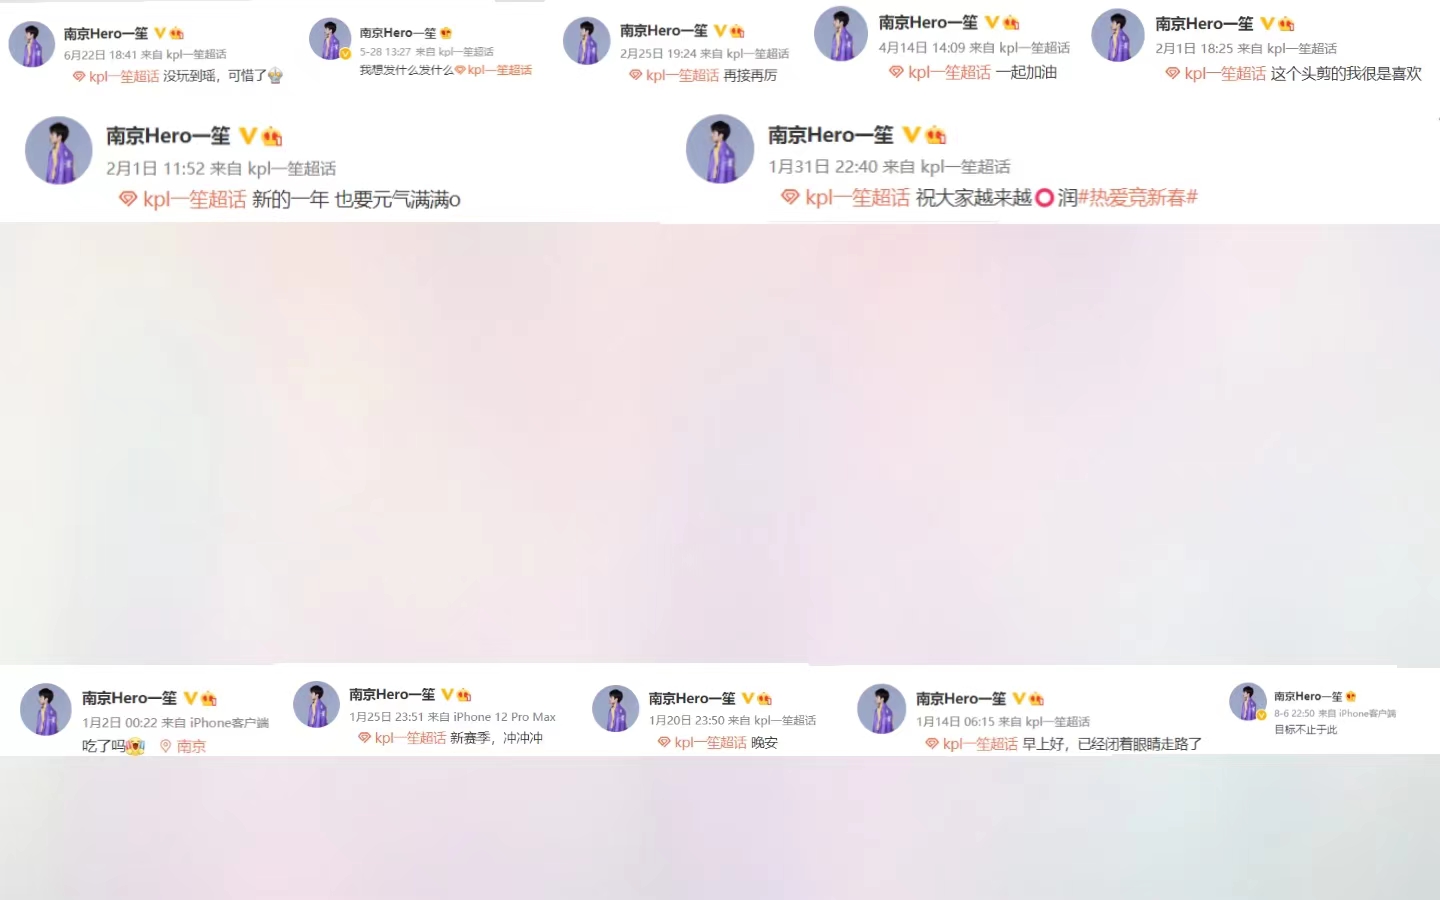 南京Hero一笙
6月22日 18:41 来自 kpl一笙超话
kpl一笙超话 没玩到瑶，可惜了
南京Hero一笙
5-28 13:27 来自 kpl一笙超话
我想发什么发什么kpl一笙超话
南京Hero一笙
2月25日 19:24 来自 kpl一笙超话
kpl一笙超话 再接再厉
南京Hero一笙
4月14日 14:09 来自 kpl一笙超话
kpl一笙超话 一起加油
南京Hero一笙
2月1日 18:25 来自 kpl一笙超话
kpl一笙超话 这个头剪的我很是喜欢
南京Hero一笙
2月1日 11:52 来自 kpl一笙超话
kpl一笙超话 新的一年 也要元气满满o
南京Hero一笙
1月31日 22:40 来自 kpl一笙超话
kpl一笙超话 祝大家越来越⭕润#热爱竞新春#
南京Hero一笙
1月2日 00:22 来自 iPhone客户端
吃了吗 南京
南京Hero一笙
1月25日 23:51 来自 iPhone 12 Pro Max
kpl一笙超话 新赛季，冲冲冲
南京Hero一笙
1月20日 23:50 来自 kpl一笙超话
kpl一笙超话 晚安
南京Hero一笙
1月14日 06:15 来自 kpl一笙超话
kpl一笙超话 早上好，已经闭着眼睛走路了
南京Hero一笙
8-6 22:50 来自 iPhone客户端
目标不止于此